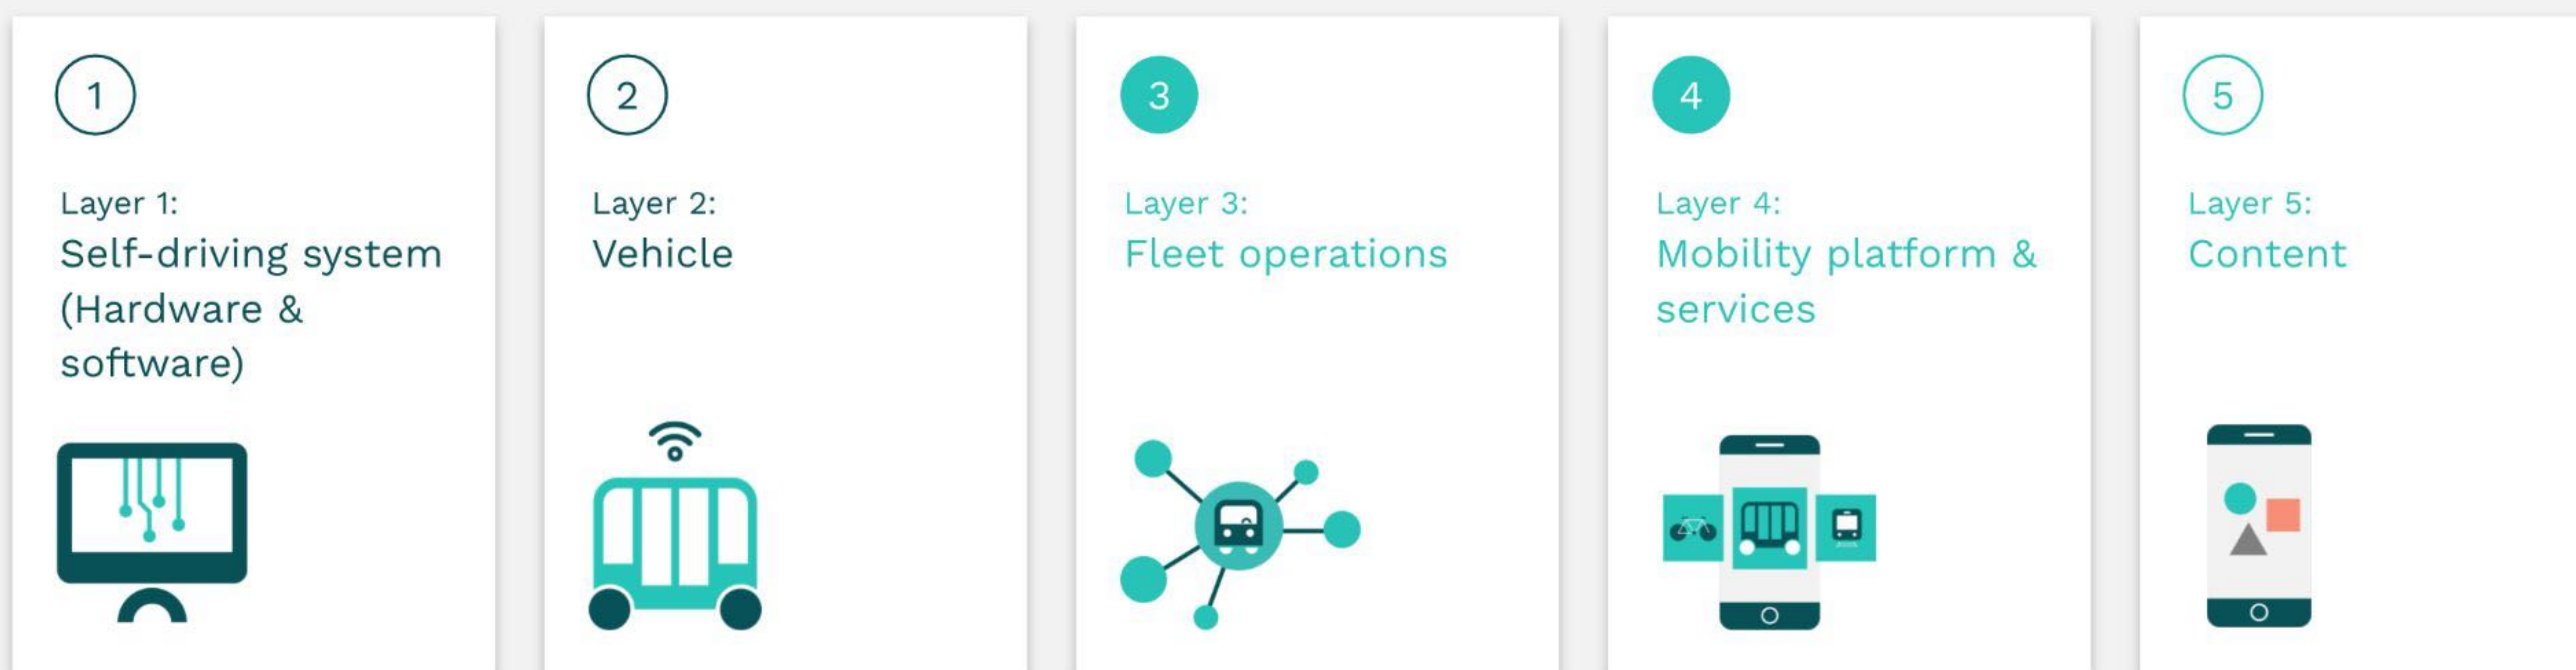 1
Layer 1:
Self-driving system
(Hardware &
software)
2
Layer 2:
Vehicle
3
Layer 3:
Fleet operations
4
Layer 4:
Mobility platform &
services
5
Layer 5:
Content